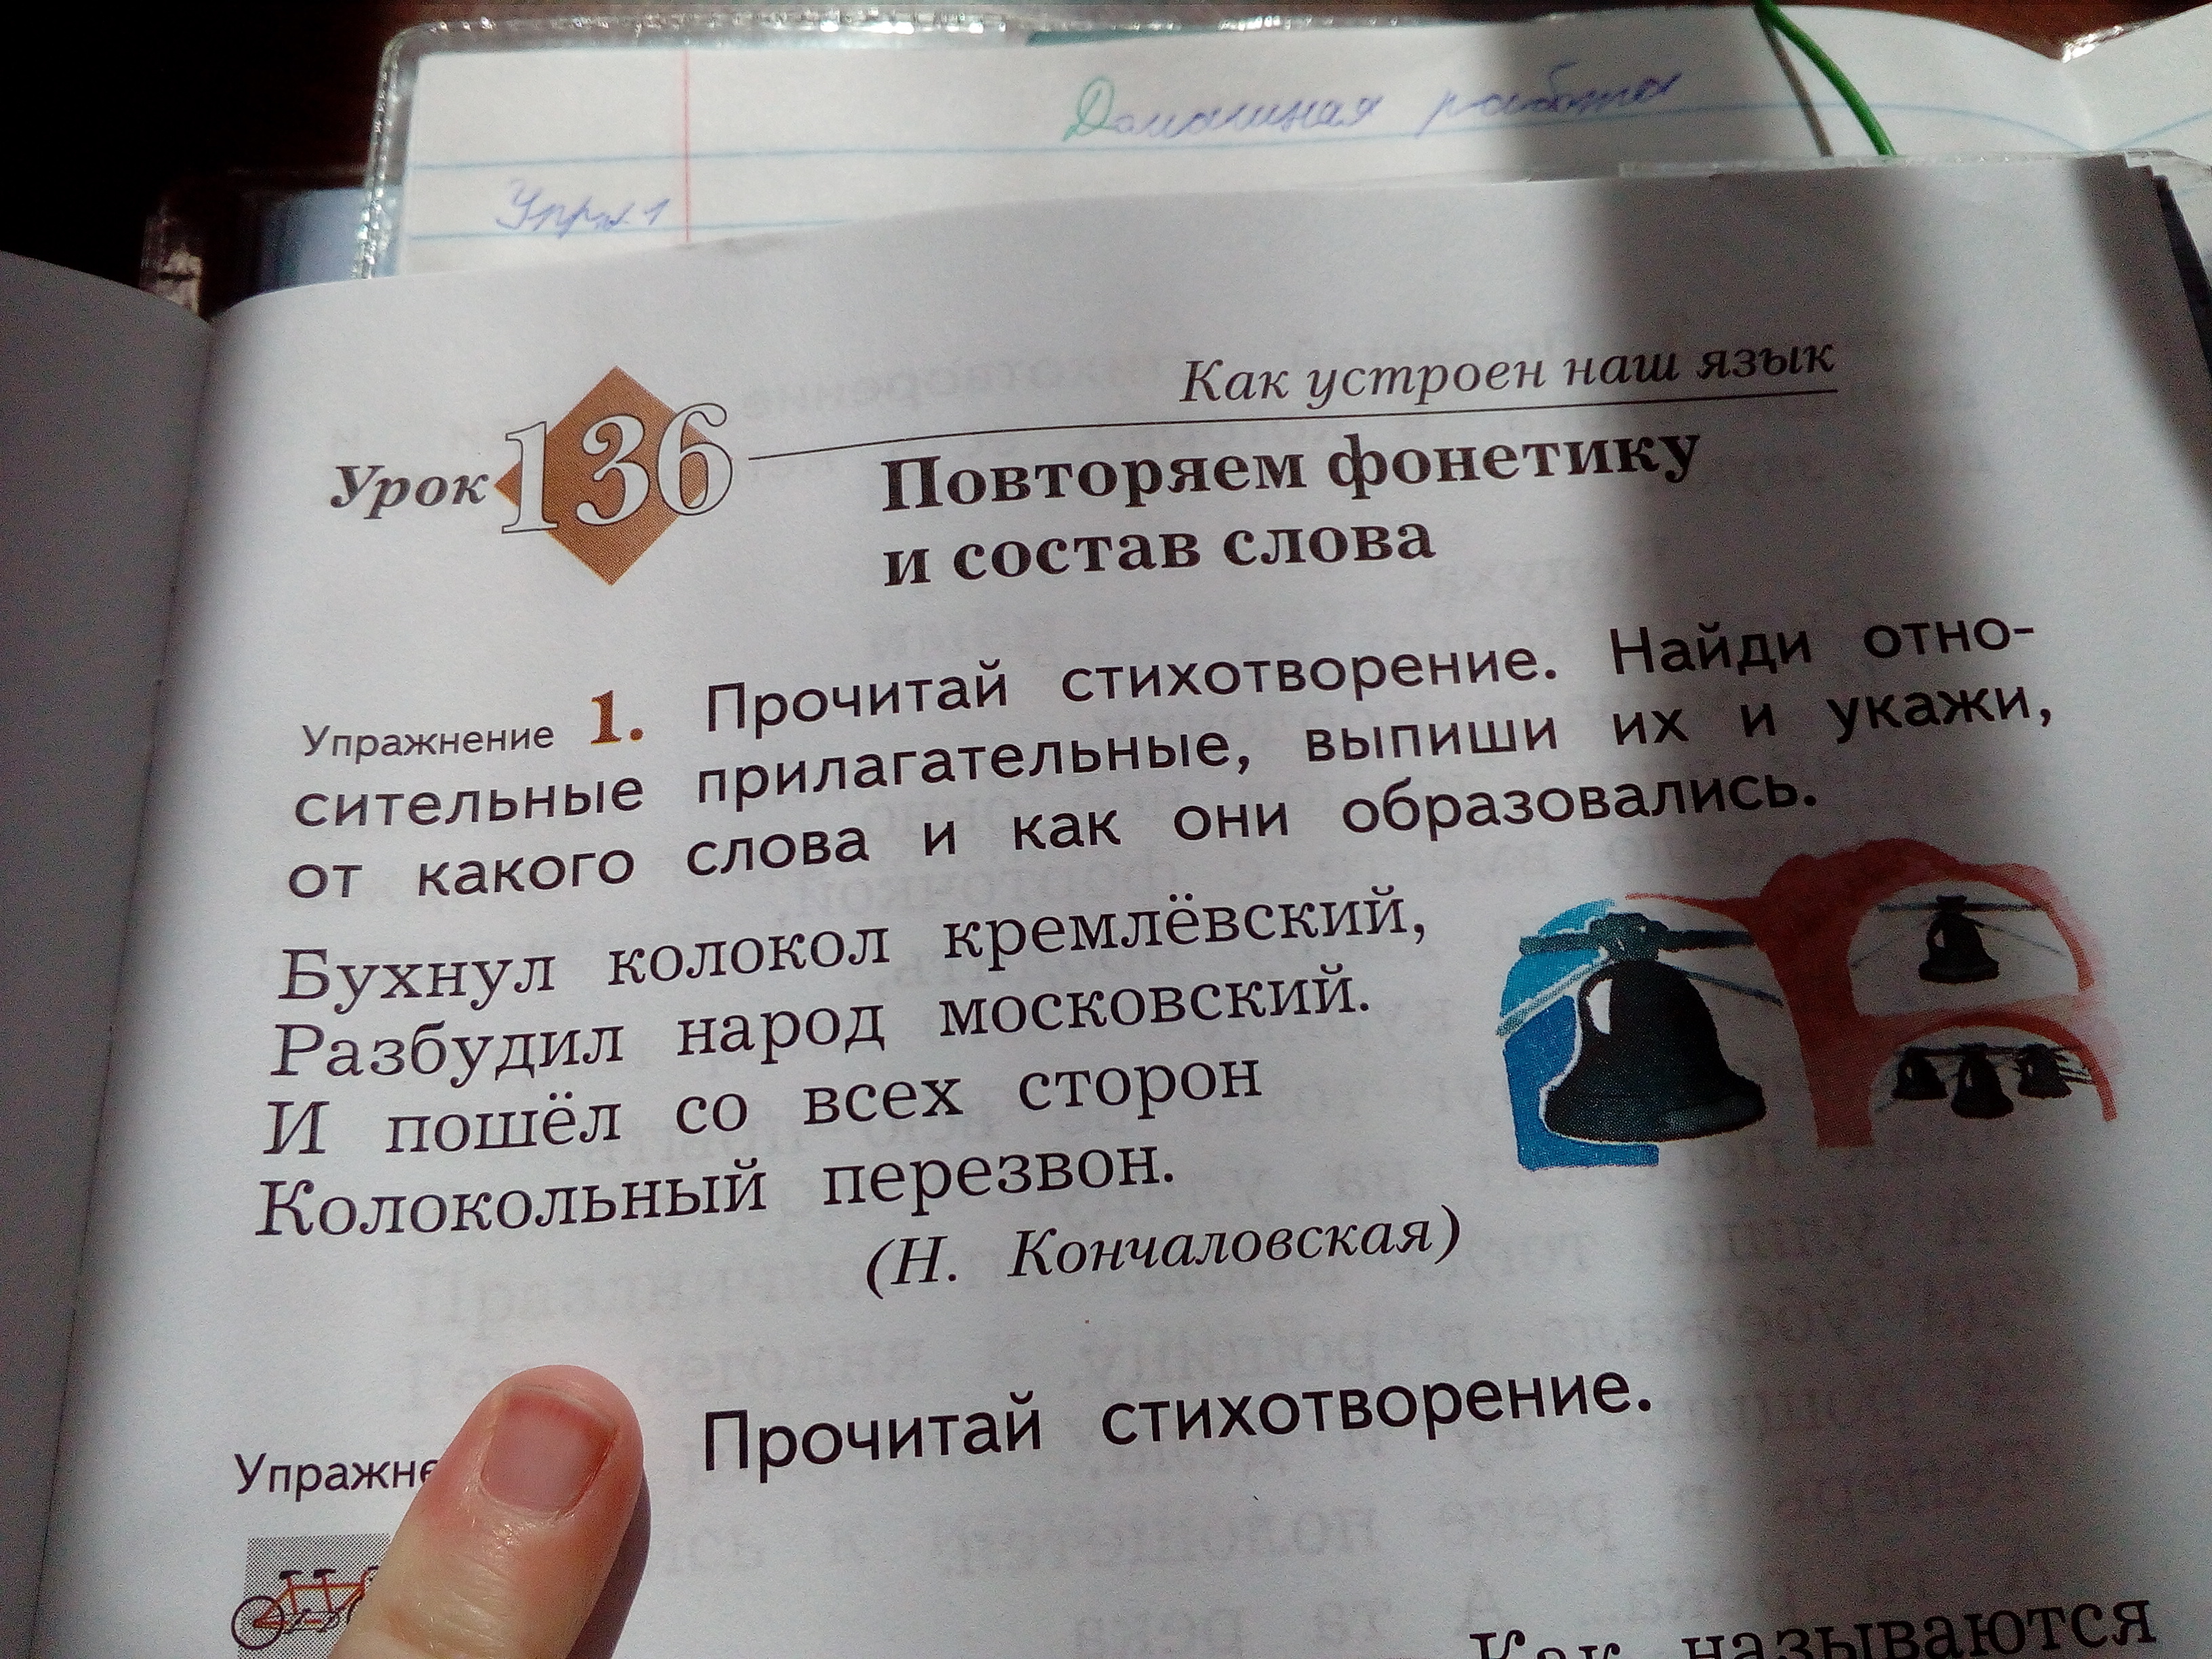 Домашняя работа
Упр. 1
Как устроен наш язык
Урок 136
Повторяем фонетику
и состав слова
Упражнение 1. Прочитай стихотворение. Найди отно-
сительные прилагательные, выпиши их и укажи,
от какого слова и как они образовались.
Бухнул колокол кремлёвский,
Разбудил народ московский.
И пошёл со всех сторон
Колокольный перезвон.
(Н. Кончаловская)
Упражне Прочитай стихотворение.
Как называются